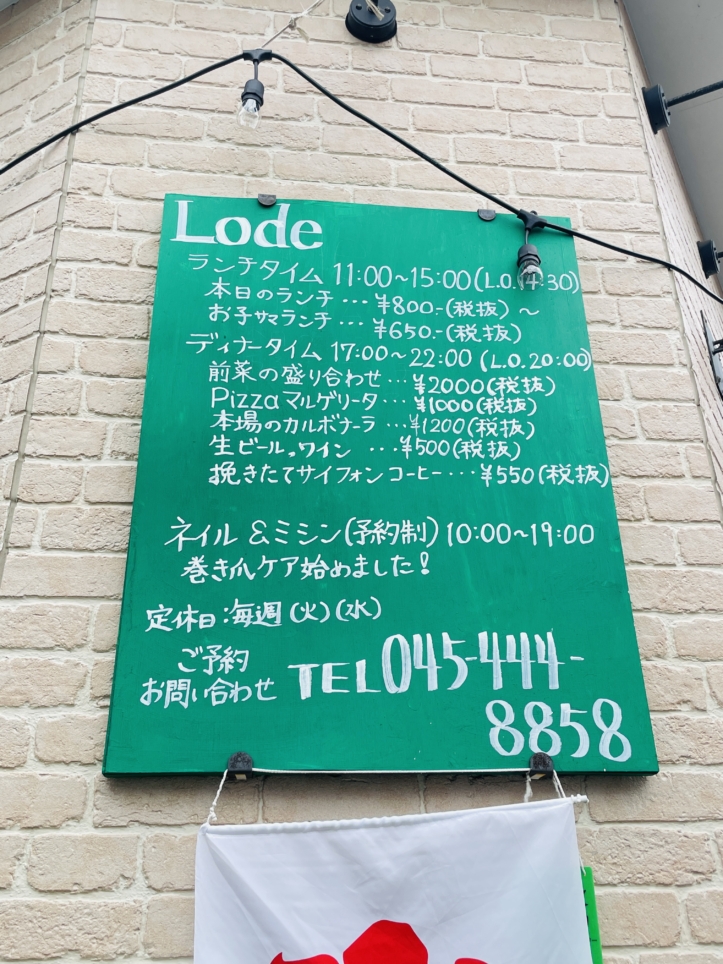 Lode
ランチタイム 11:00~15:00(L.O.14:30)
本日のランチ…¥800.-(税抜)~
お子サマランチ…¥650.-(税抜)
ディナータイム 17:00~22:00 (L.O.20:00)
前菜の盛り合わせ…¥2000(税抜)
Pizzaマルゲリータ…¥1000(税抜)
本場のカルボナーラ…¥1200(税抜)
生ビール,ワイン …¥500(税抜)
挽きたてサイフォンコーヒー…¥550(税抜)
ネイル &ミシン(予約制) 10:00~19:00
巻き爪ケア始めました!
定休日:毎週(火)(水)
ご予約
お問い合わせ TEL045-444-
8858